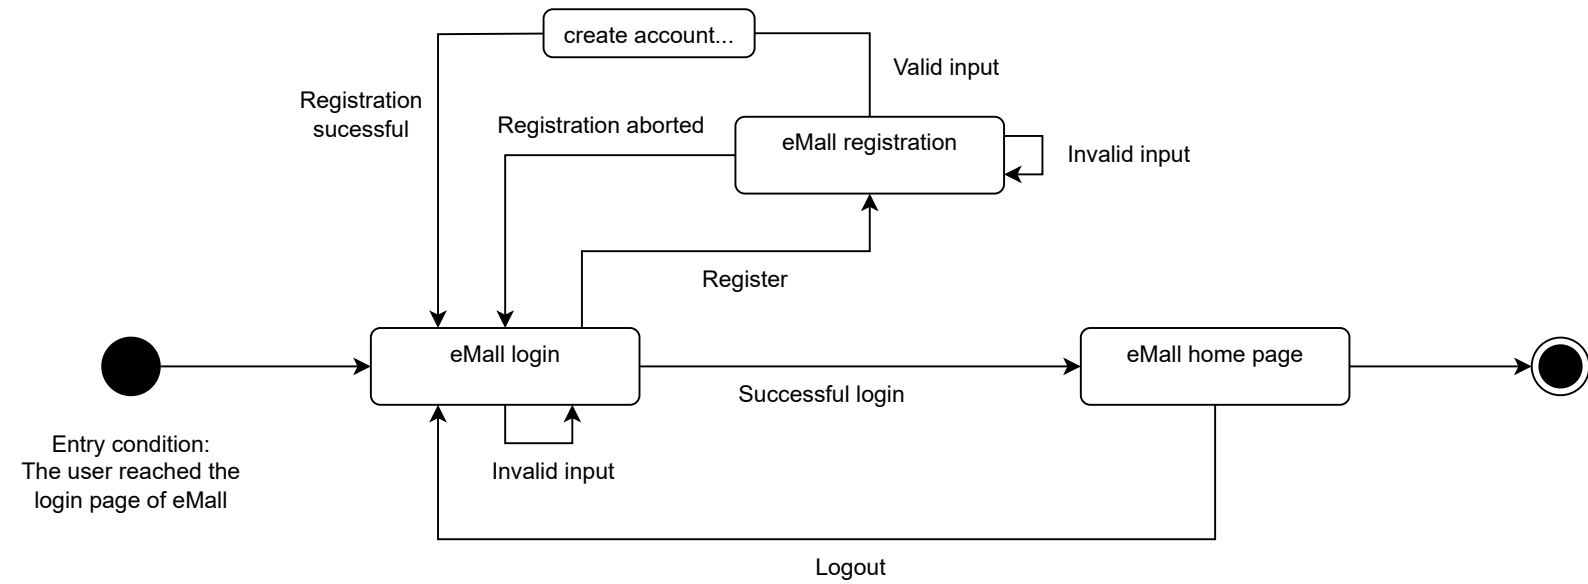 create account...
Valid input
Registration
sucessful
Registration aborted
eMall registration
Invalid input
Register
eMall login
eMall home page
Successful login
Entry condition:
The user reached the
login page of eMall
Invalid input
Logout